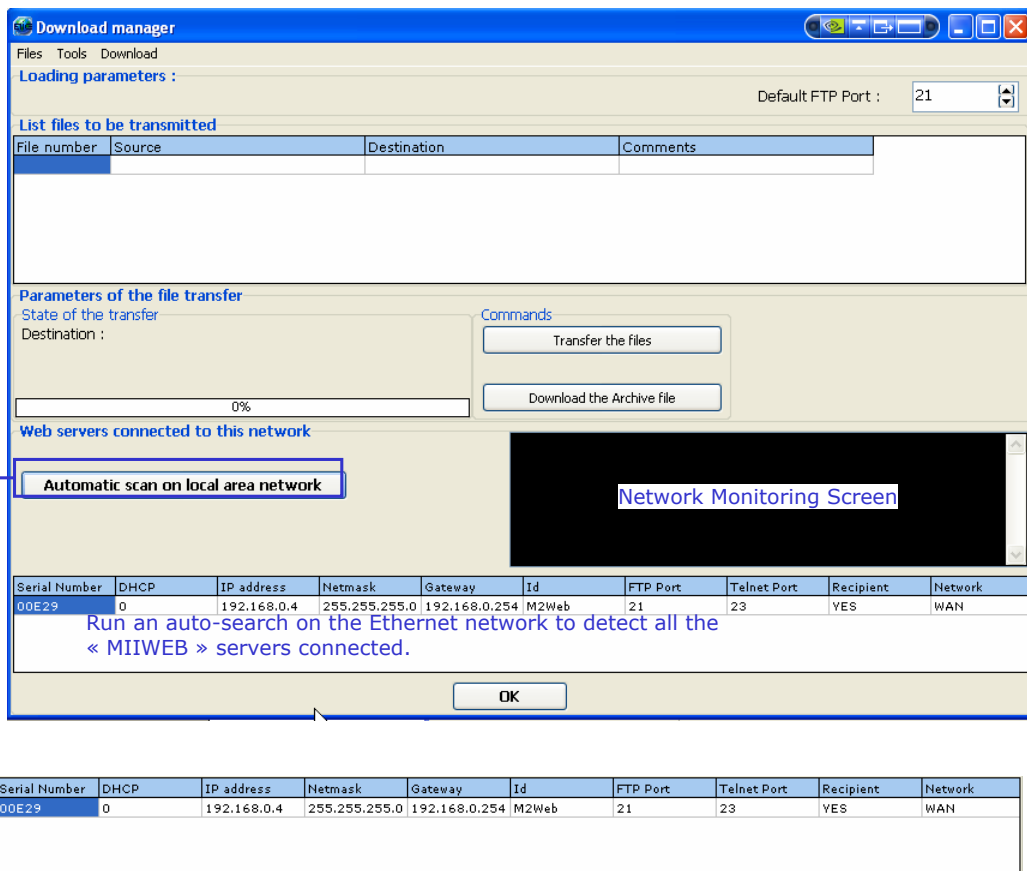 Download manager
Files Tools Download
Loading parameters :
Default FTP Port : 21
List files to be transmitted
File number Source Destination Comments
Parameters of the file transfer
State of the transfer
Destination :
0%
Commands
Transfer the files
Download the Archive file
Web servers connected to this network
Automatic scan on local area network
Network Monitoring Screen
Serial Number DHCP IP address Netmask Gateway Id FTP Port Telnet Port Recipient Network
00E29 0 192.168.0.4 255.255.255.0 192.168.0.254 M2Web 21 23 YES WAN
Run an auto-search on the Ethernet network to detect all the
« MIIWEB » servers connected.
OK
Serial Number DHCP IP address Netmask Gateway Id FTP Port Telnet Port Recipient Network
00E29 0 192.168.0.4 255.255.255.0 192.168.0.254 M2Web 21 23 YES WAN